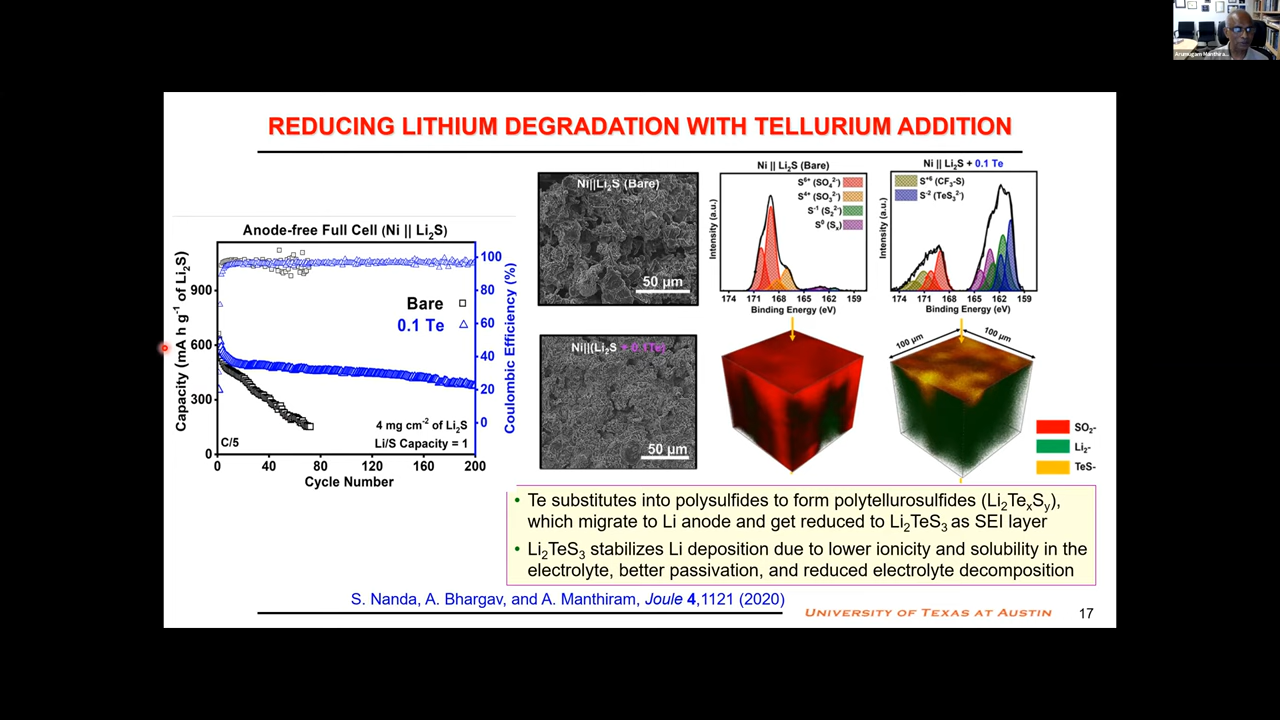 Arumugam Manthira...
REDUCING LITHIUM DEGRADATION WITH TELLURIUM ADDITION
Anode-free Full Cell (Ni || Li₂S)
Capacity (mA h g⁻¹ of Li₂S)
900
600
300
0
0 40 80 120 160 200
Cycle Number
100
80
60
40
20
0
Coulombic Efficiency (%)
Bare
0.1 Te
4 mg cm⁻² of Li₂S
C/5
Li/S Capacity = 1
Ni||Li₂S (Bare)
50 µm
Ni||(Li₂S + 0.1Te)
50 µm
Ni || Li₂S (Bare)
S⁶⁺ (SO₄²⁻)
S⁴⁺ (SO₃²⁻)
S⁻¹ (S₂²⁻)
S⁰ (Sₓ)
Intensity (a.u.)
174 171 168 165 162 159
Binding Energy (eV)
Ni || Li₂S + 0.1 Te
S⁺⁶ (CF₃-S)
S⁻² (TeS₃²⁻)
Intensity (a.u.)
174 171 168 165 162 159
Binding Energy (eV)
100 µm
100 µm
SO₂-
Li₂-
TeS-
• Te substitutes into polysulfides to form polytellurosulfides (Li₂TeₓSᵧ),
which migrate to Li anode and get reduced to Li₂TeS₃ as SEI layer
• Li₂TeS₃ stabilizes Li deposition due to lower ionicity and solubility in the
electrolyte, better passivation, and reduced electrolyte decomposition
S. Nanda, A. Bhargav, and A. Manthiram, Joule 4,1121 (2020)
UNIVERSITY OF TEXAS AT AUSTIN
17